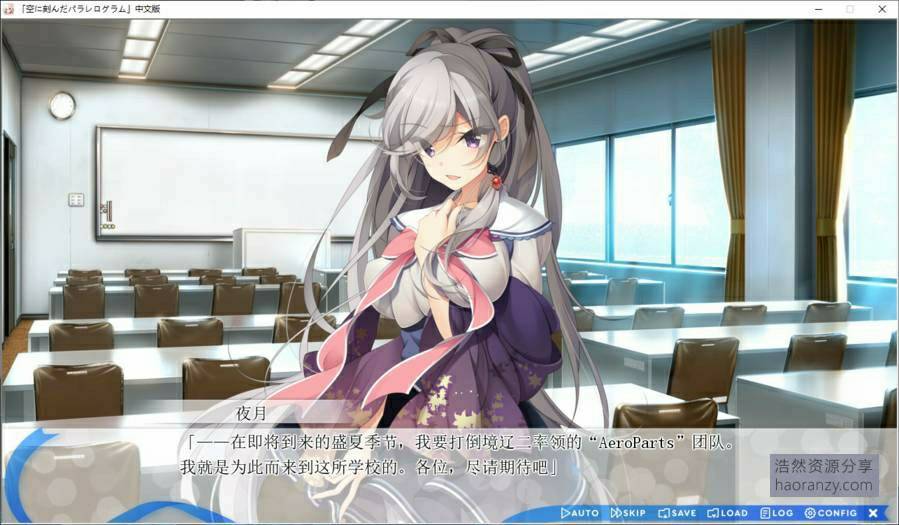 「空に刻んだパラレログラム」中文版
夜月
「——在即将到来的盛夏季节，我要打倒境辽二率领的“AeroParts”团队。
我就是为此而来到这所学校的。各位，尽请期待吧」
浩然资源分享
haoranzy.com
AUTO SKIP SAVE LOAD LOG CONFIG